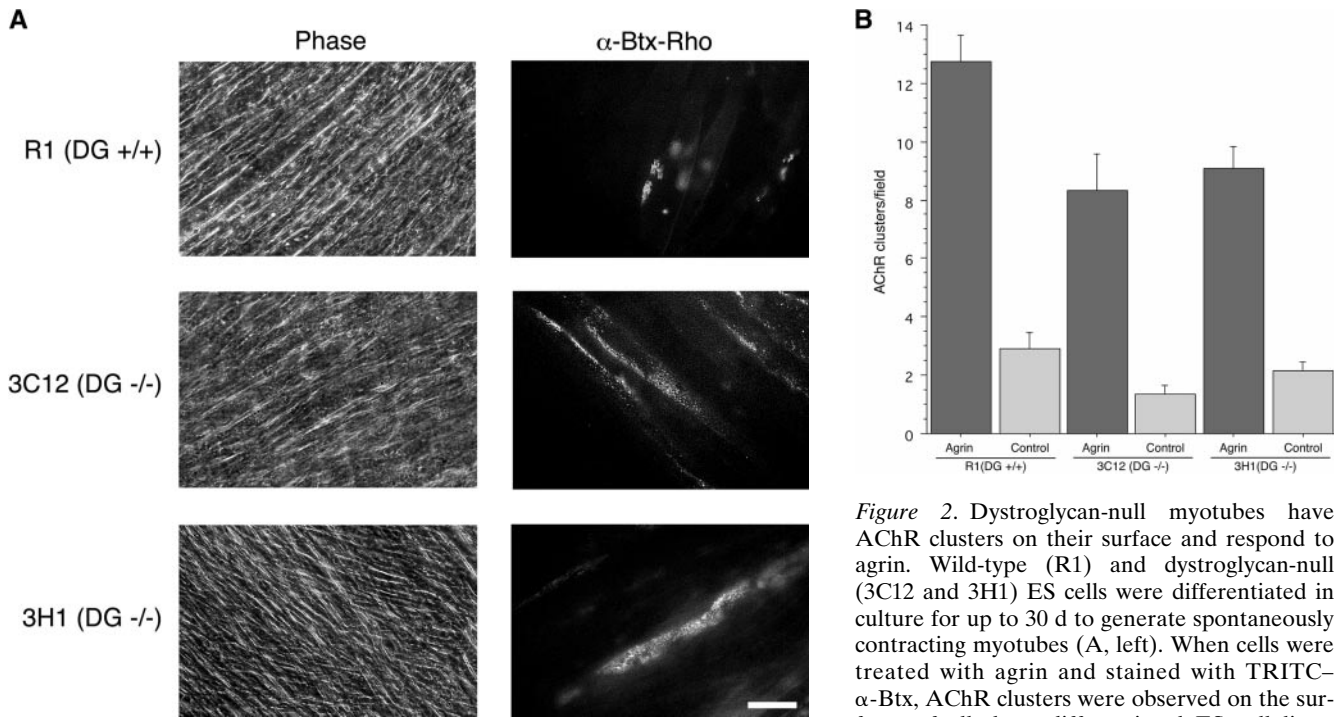 A
Phase
α-Btx-Rho
R1 (DG +/+)
3C12 (DG -/-)
3H1 (DG -/-)
B
14
12
10
8
6
4
2
0
AChR clusters/field
Agrin Control Agrin Control Agrin Control
R1(DG +/+) 3C12 (DG -/-) 3H1(DG -/-)
Figure 2. Dystroglycan-null myotubes have
AChR clusters on their surface and respond to
agrin. Wild-type (R1) and dystroglycan-null
(3C12 and 3H1) ES cells were differentiated in
culture for up to 30 d to generate spontaneously
contracting myotubes (A, left). When cells were
treated with agrin and stained with TRITC–
α-Btx, AChR clusters were observed on the sur-